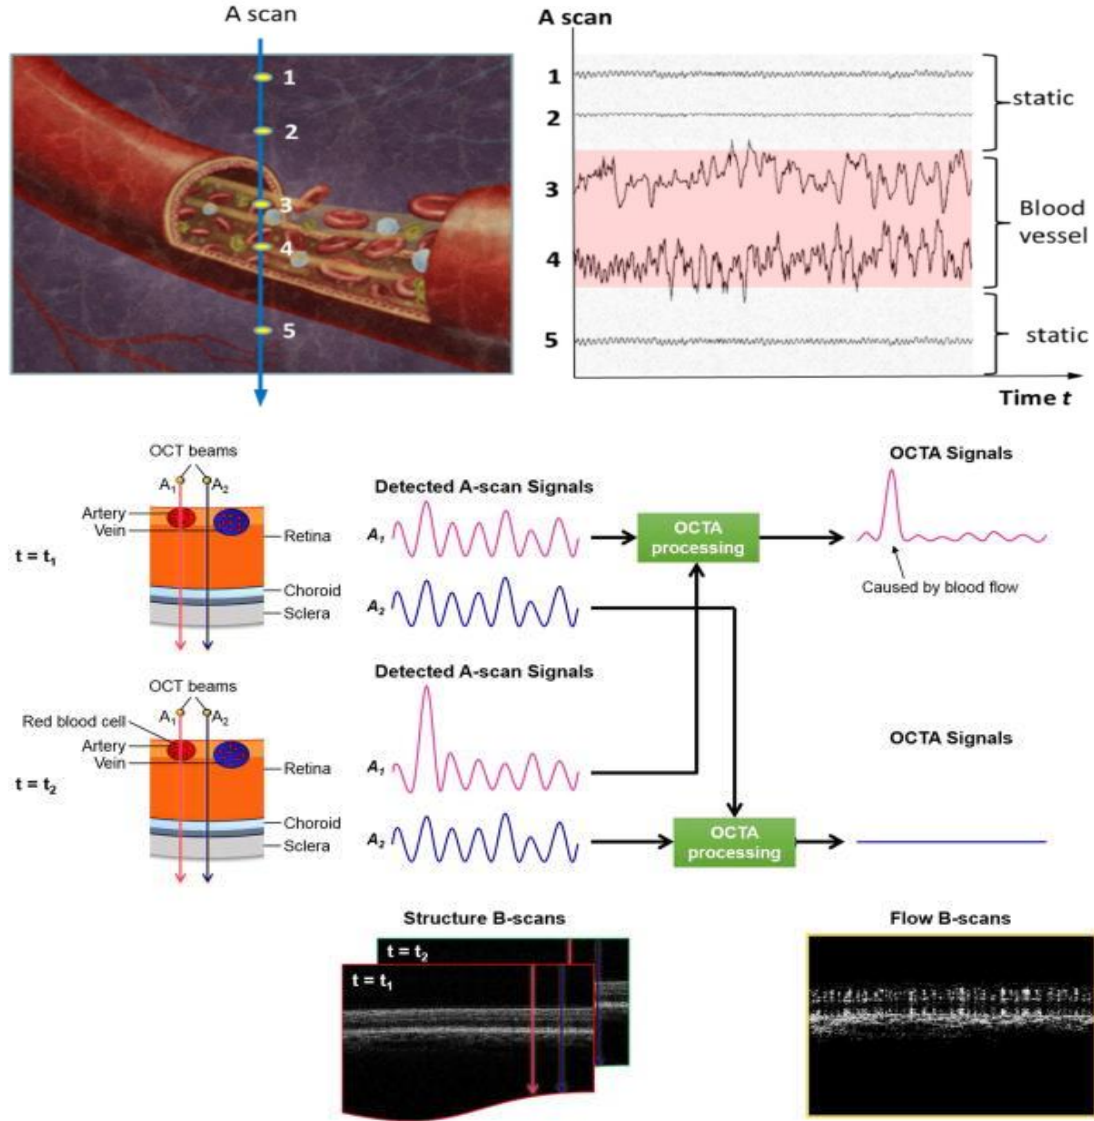 A scan
1
2
3
4
5
A scan
1
2
3
4
5
static
Blood
vessel
static
Time t
OCT beams
A1 A2
Artery
Vein
Retina
Choroid
Sclera
t = t1
Detected A-scan Signals
A1
A2
OCTA
processing
OCTA Signals
Caused by blood flow
OCT beams
A1 A2
Red blood cell
Artery
Vein
Retina
Choroid
Sclera
t = t2
Detected A-scan Signals
A1
A2
OCTA
processing
OCTA Signals
Structure B-scans
t = t2
t = t1
Flow B-scans